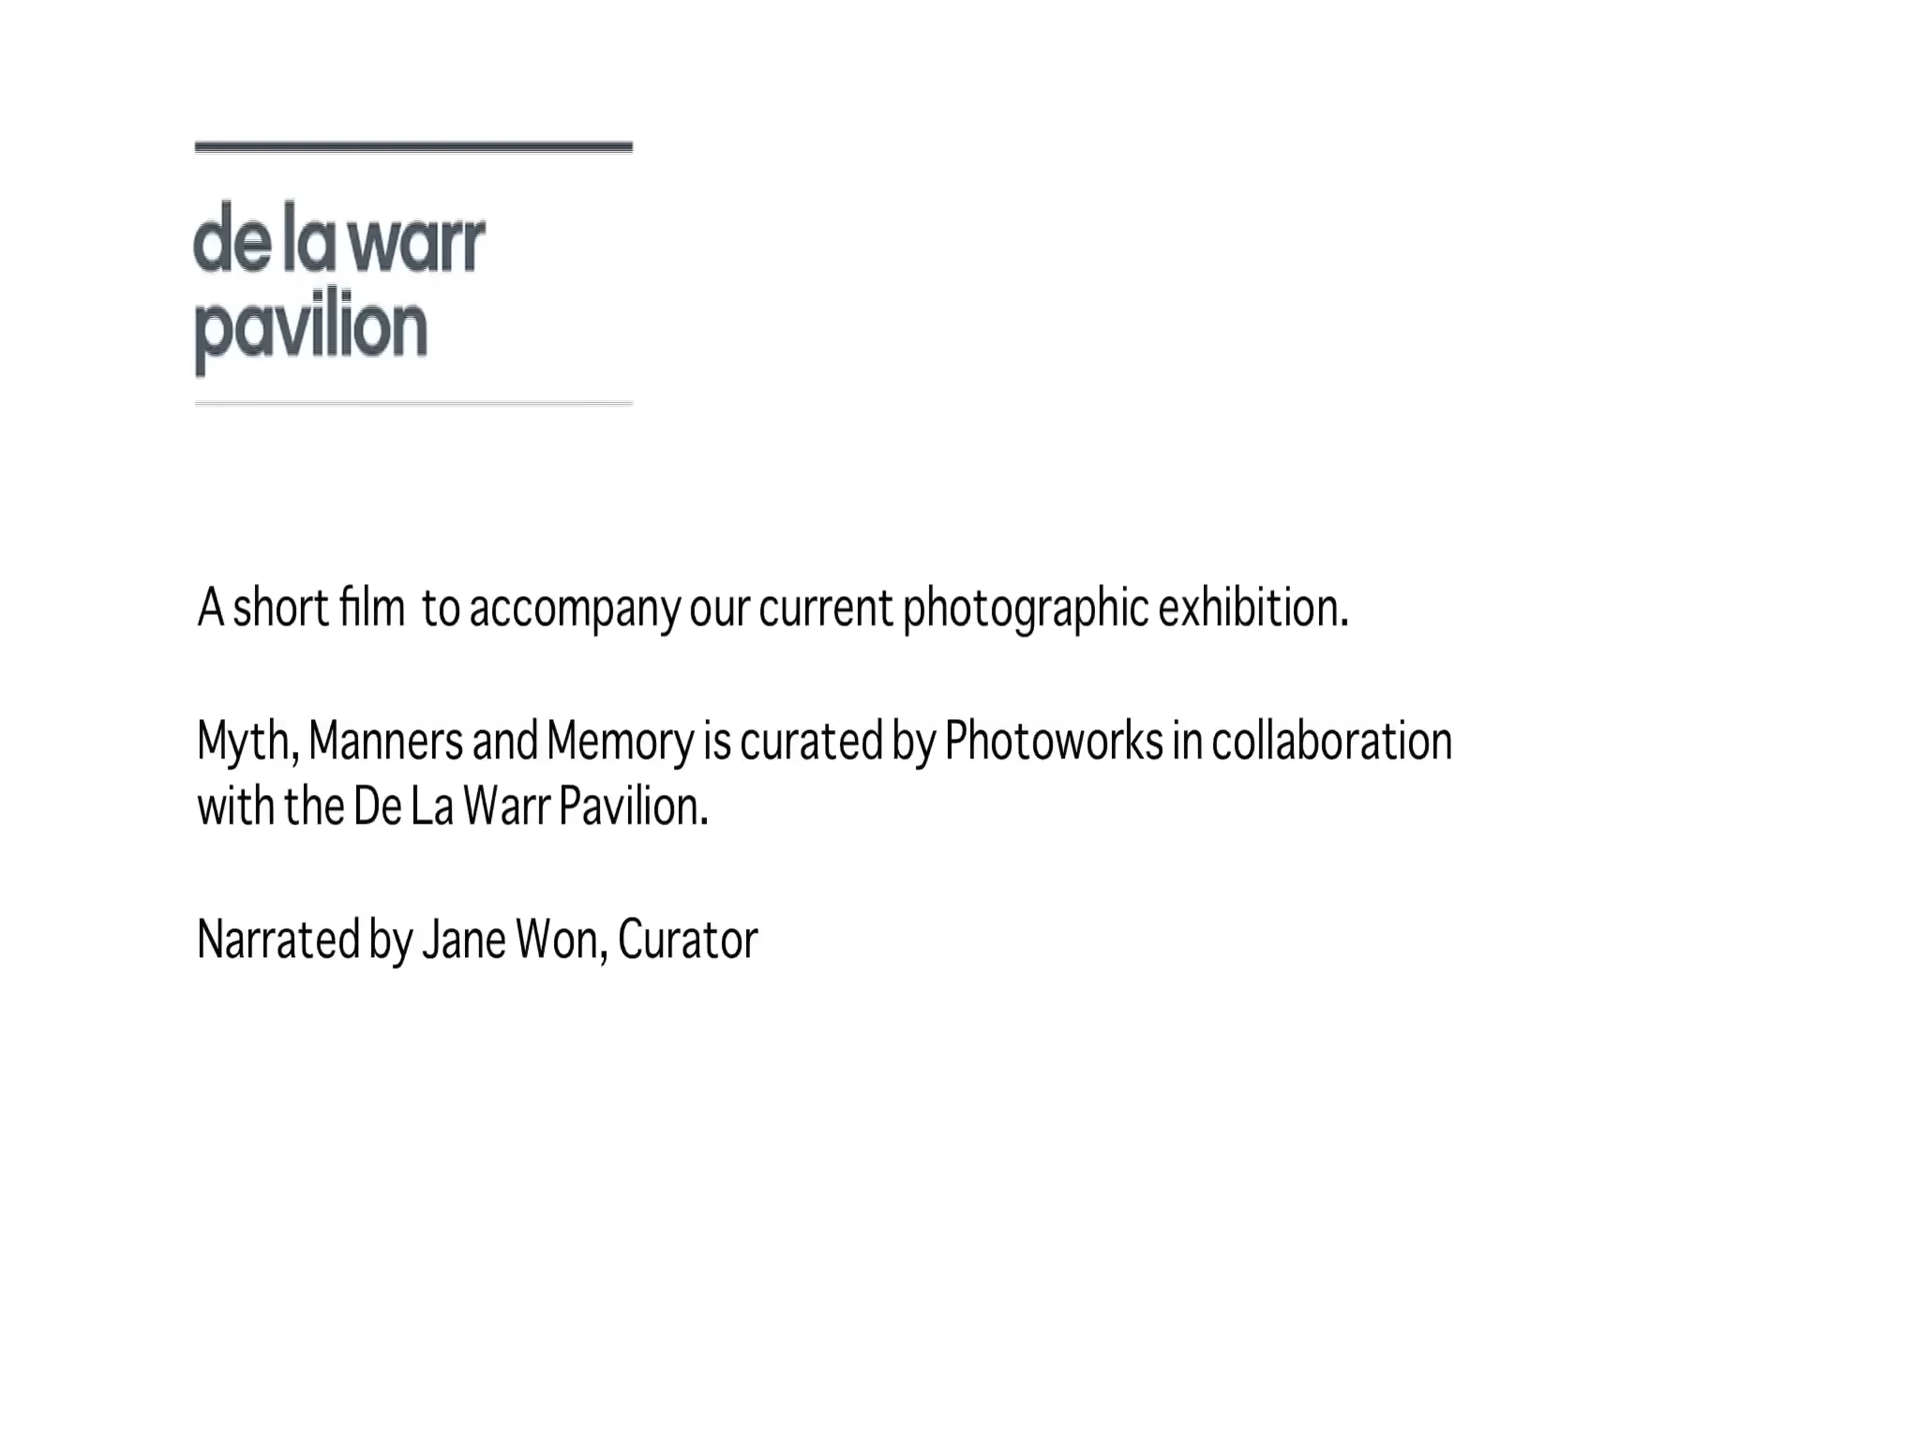 de la warr
pavilion
A short film to accompany our current photographic exhibition.
Myth, Manners and Memory is curated by Photoworks in collaboration
with the De La Warr Pavilion.
Narrated by Jane Won, Curator